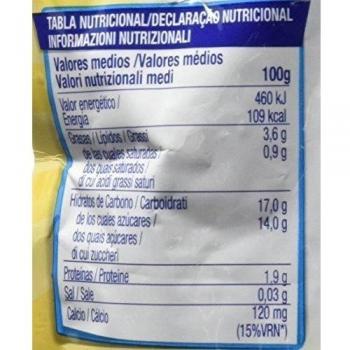 TABLA NUTRICIONAL/DECLARAÇAO NUTRICIONAL
INFORMAZIONI NUTRIZIONALI
Valores medios /Valores médios
Valori nutrizionali medi 100g
Valor energético / 460 kJ
Energia 109 kcal
Grasas / Lípidos / Grassi 3,6 g
de las cuales saturadas/ 0,9 g
dos quais saturados /
di cui acidi grassi saturi
Hidratos de Carbono / Carboidrati 17,0 g
de los cuales azúcares / 14,0 g
dos quais açúcares /
di cui zuccheri
Proteínas / Proteine 1,9 g
Sal / Sale 0,03 g
Calcio / Cálcio 120 mg
(15%VRN*)